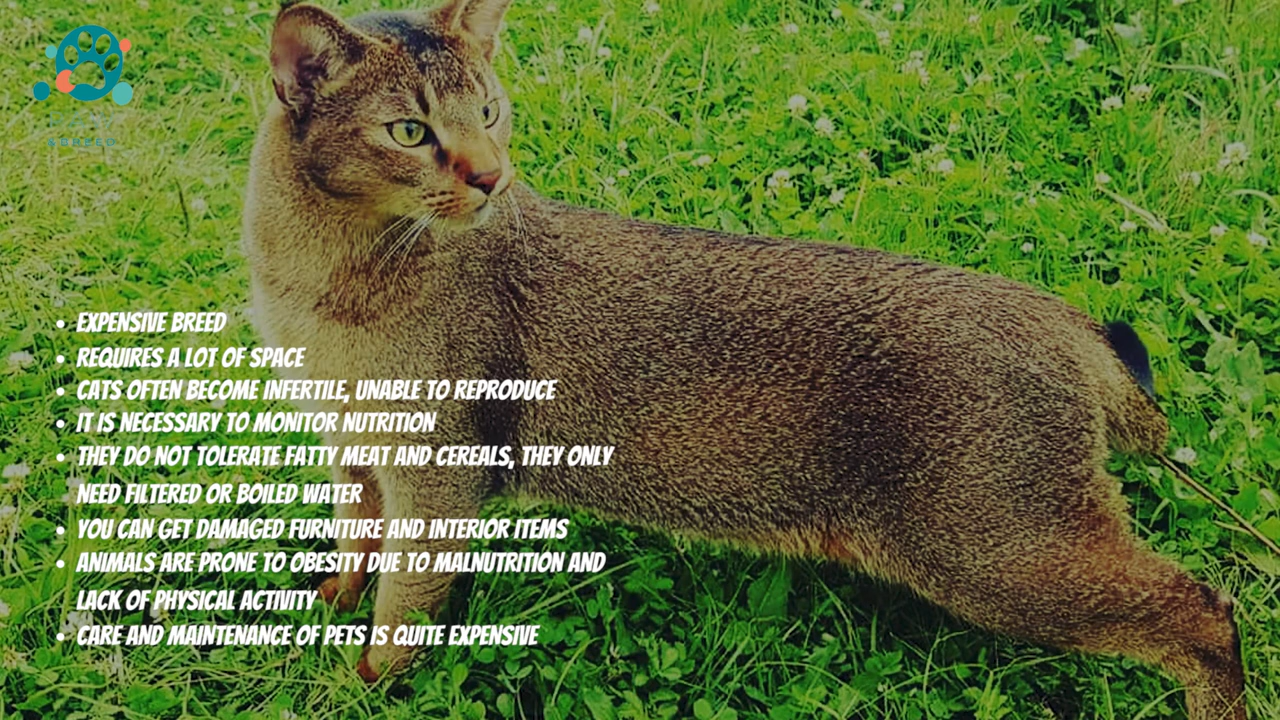 & BREED
• EXPENSIVE BREED
• REQUIRES A LOT OF SPACE
• CATS OFTEN BECOME INFERTILE, UNABLE TO REPRODUCE
• IT IS NECESSARY TO MONITOR NUTRITION
• THEY DO NOT TOLERATE FATTY MEAT AND CEREALS, THEY ONLY
NEED FILTERED OR BOILED WATER
• YOU CAN GET DAMAGED FURNITURE AND INTERIOR ITEMS
• ANIMALS ARE PRONE TO OBESITY DUE TO MALNUTRITION AND
LACK OF PHYSICAL ACTIVITY
• CARE AND MAINTENANCE OF PETS IS QUITE EXPENSIVE